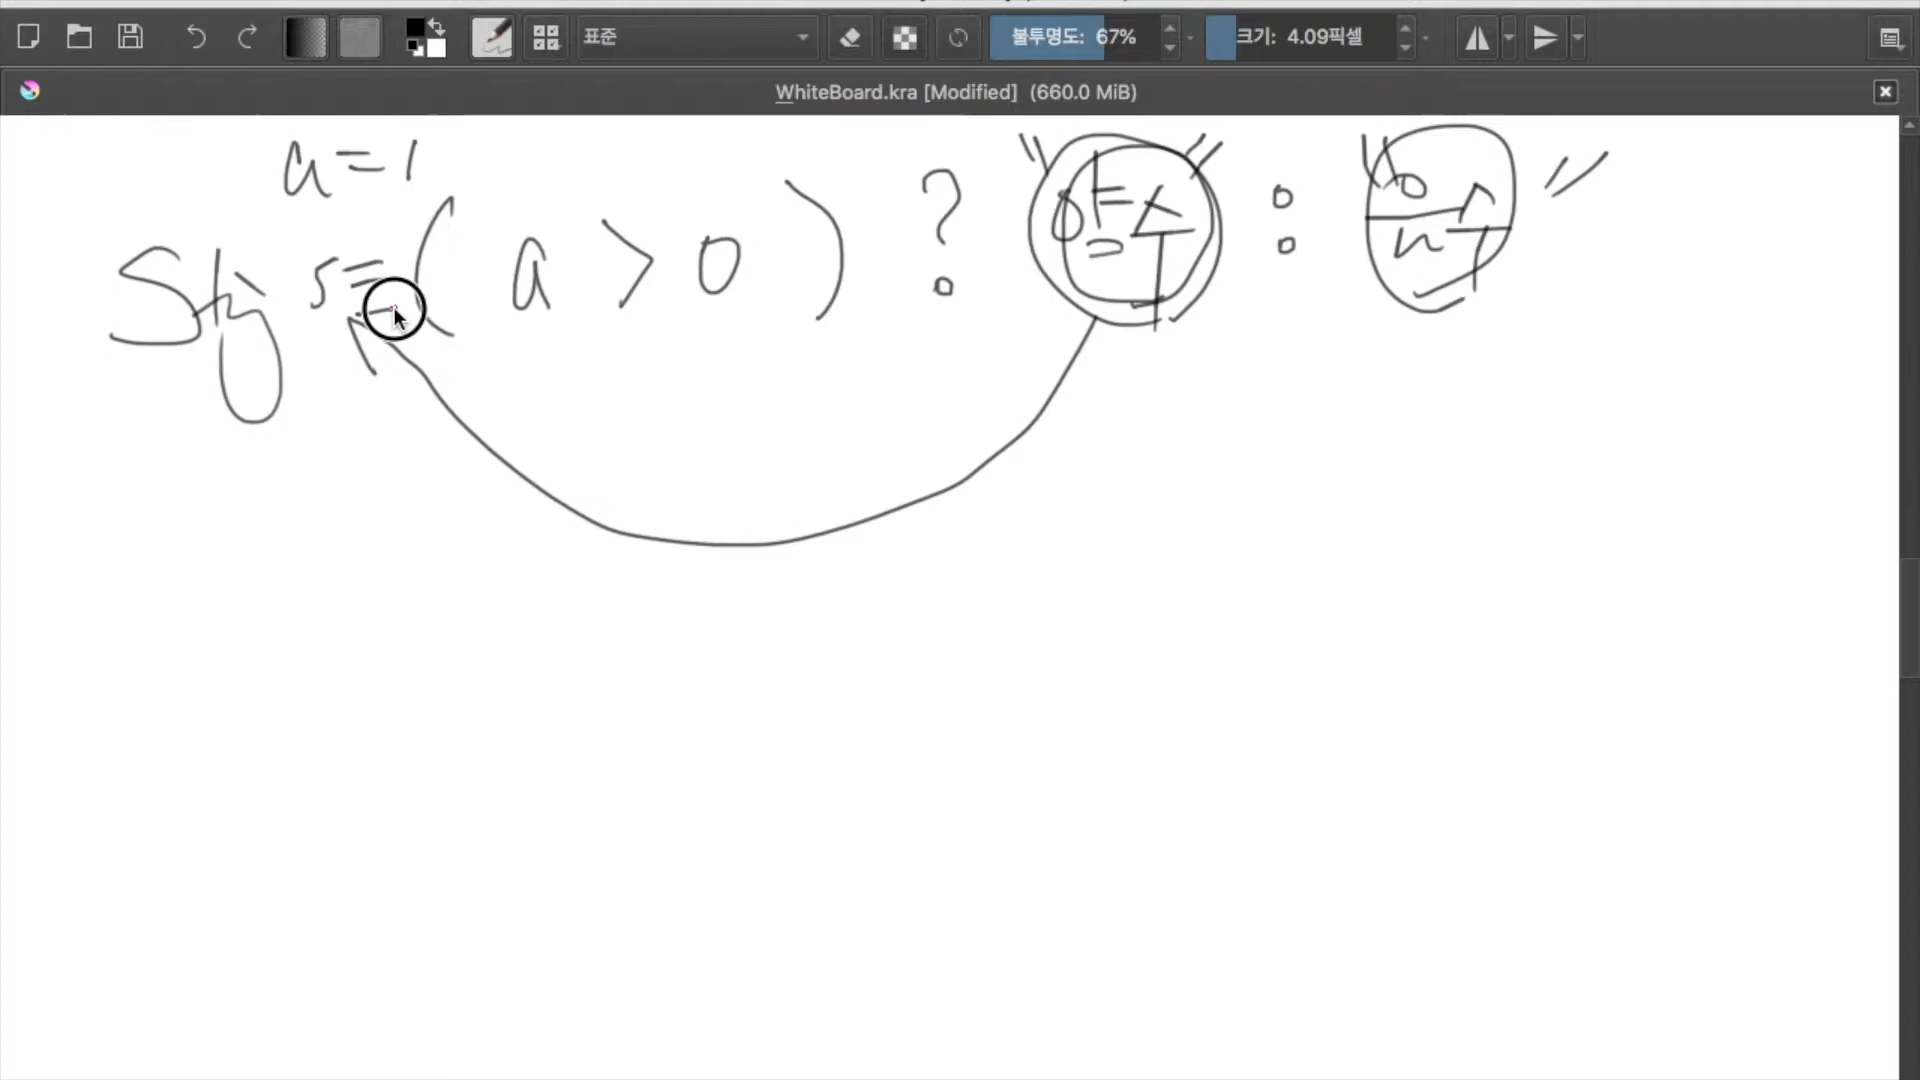 표준
불투명도: 67%
크기: 4.09픽셀
WhiteBoard.kra [Modified] (660.0 MiB)
a=1
s=( a > 0 ) ? "양수" : "음수"